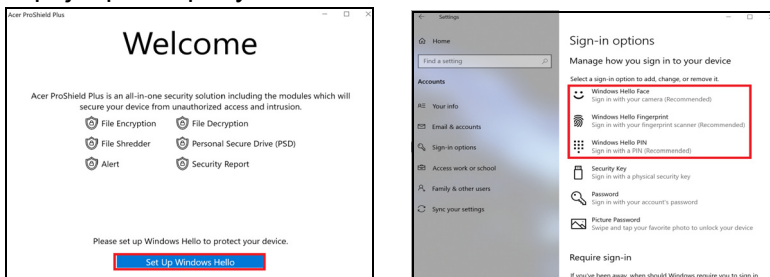 Acer ProShield Plus
Welcome
Acer ProShield Plus is an all-in-one security solution including the modules which will
secure your device from unauthorized access and intrusion.
File Encryption
File Decryption
File Shredder
Personal Secure Drive (PSD)
Alert
Security Report
Please set up Windows Hello to protect your device.
Set Up Windows Hello
Settings
Home
Find a setting
Accounts
Your info
Email & accounts
Sign-in options
Access work or school
Family & other users
Sync your settings
Sign-in options
Manage how you sign in to your device
Select a sign-in option to add, change, or remove it.
Windows Hello Face
Sign in with your camera (Recommended)
Windows Hello Fingerprint
Sign in with your fingerprint scanner (Recommended)
Windows Hello PIN
Sign in with a PIN (Recommended)
Security Key
Sign in with a physical security key
Password
Sign in with your account's password
Picture Password
Swipe and tap your favorite photo to unlock your device
Require sign-in
If you've been away, when should Windows require you to sign in